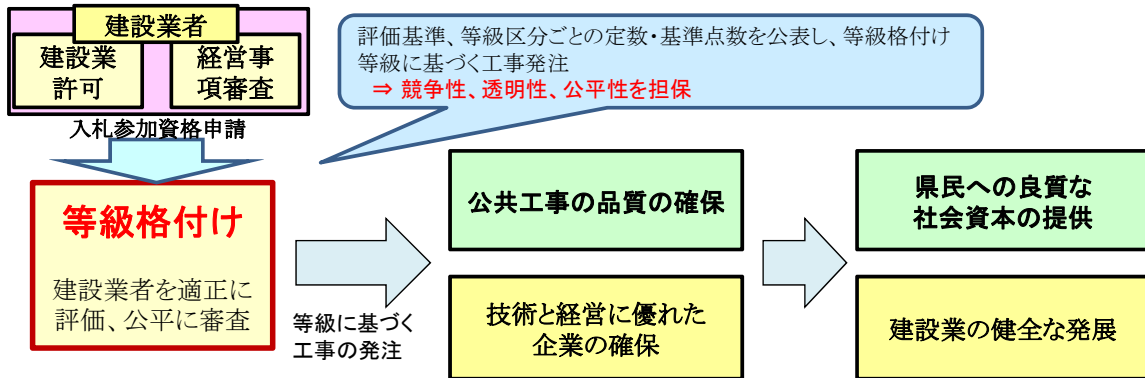 建設業者
建設業
許可
経営事
項審査
入札参加資格申請
評価基準、等級区分ごとの定数・基準点数を公表し、等級格付け
等級に基づく工事発注
⇒ 競争性、透明性、公平性を担保
等級格付け
建設業者を適正に
評価、公平に審査
等級に基づく
工事の発注
公共工事の品質の確保
技術と経営に優れた
企業の確保
県民への良質な
社会資本の提供
建設業の健全な発展